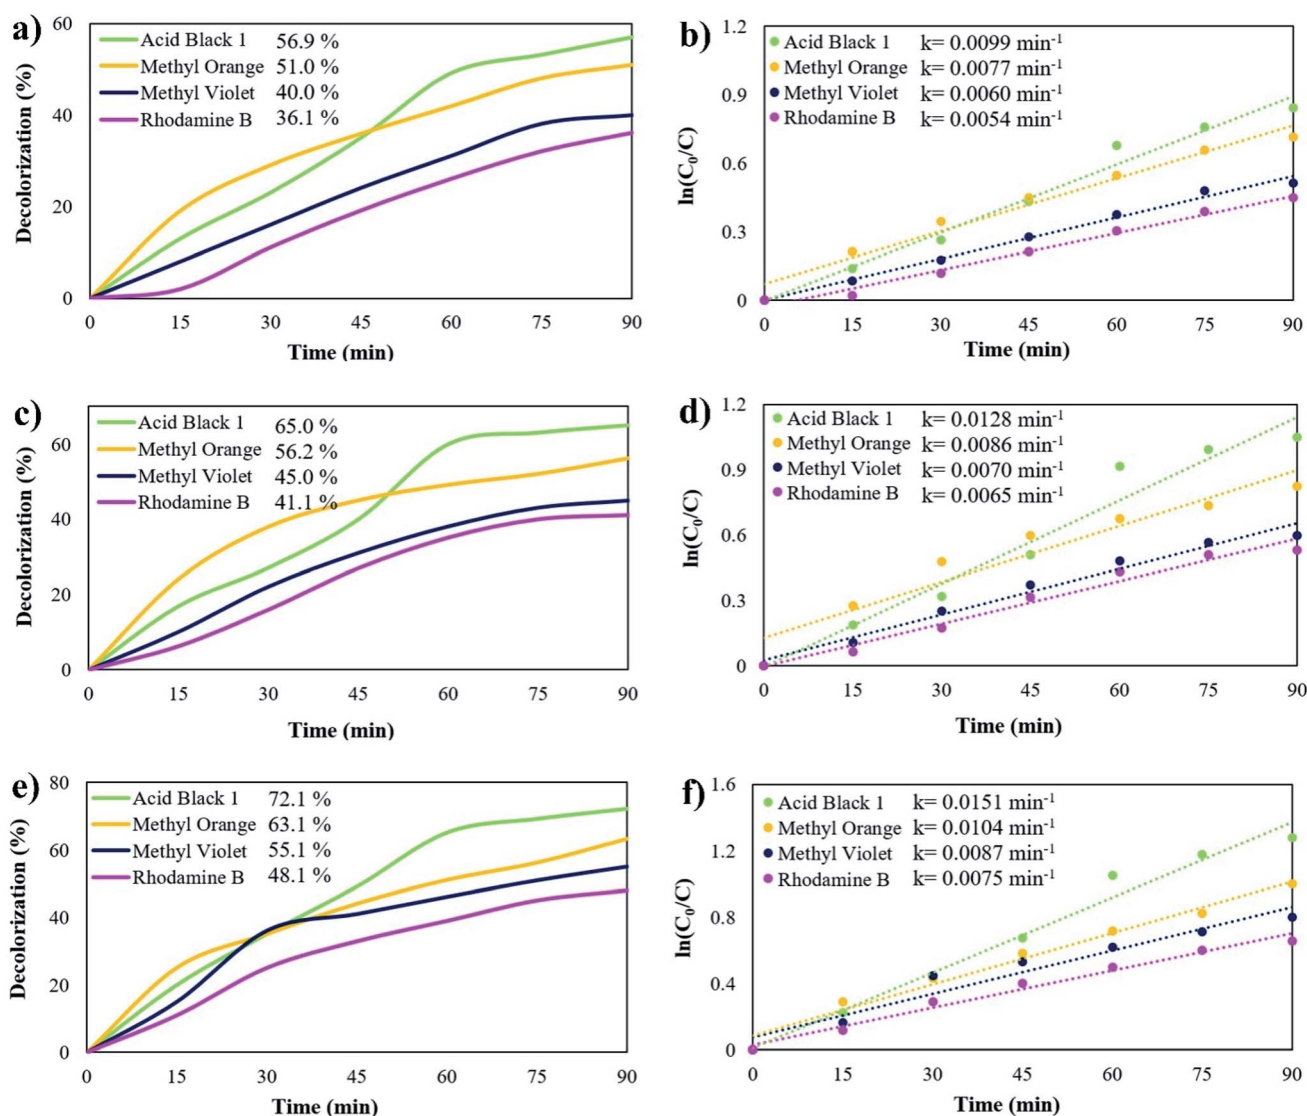 a)
60
40
20
0
Decolorization (%)
Acid Black 1 56.9 %
Methyl Orange 51.0 %
Methyl Violet 40.0 %
Rhodamine B 36.1 %
0 15 30 45 60 75 90
Time (min)
b)
1.2
0.9
0.6
0.3
0
ln(C₀/C)
Acid Black 1 k= 0.0099 min⁻¹
Methyl Orange k= 0.0077 min⁻¹
Methyl Violet k= 0.0060 min⁻¹
Rhodamine B k= 0.0054 min⁻¹
0 15 30 45 60 75 90
Time (min)
c)
60
40
20
0
Decolorization (%)
Acid Black 1 65.0 %
Methyl Orange 56.2 %
Methyl Violet 45.0 %
Rhodamine B 41.1 %
0 15 30 45 60 75 90
Time (min)
d)
1.2
0.9
0.6
0.3
0
ln(C₀/C)
Acid Black 1 k= 0.0128 min⁻¹
Methyl Orange k= 0.0086 min⁻¹
Methyl Violet k= 0.0070 min⁻¹
Rhodamine B k= 0.0065 min⁻¹
0 15 30 45 60 75 90
Time (min)
e)
80
60
40
20
0
Decolorization (%)
Acid Black 1 72.1 %
Methyl Orange 63.1 %
Methyl Violet 55.1 %
Rhodamine B 48.1 %
0 15 30 45 60 75 90
Time (min)
f)
1.6
1.2
0.8
0.4
0
ln(C₀/C)
Acid Black 1 k= 0.0151 min⁻¹
Methyl Orange k= 0.0104 min⁻¹
Methyl Violet k= 0.0087 min⁻¹
Rhodamine B k= 0.0075 min⁻¹
0 15 30 45 60 75 90
Time (min)